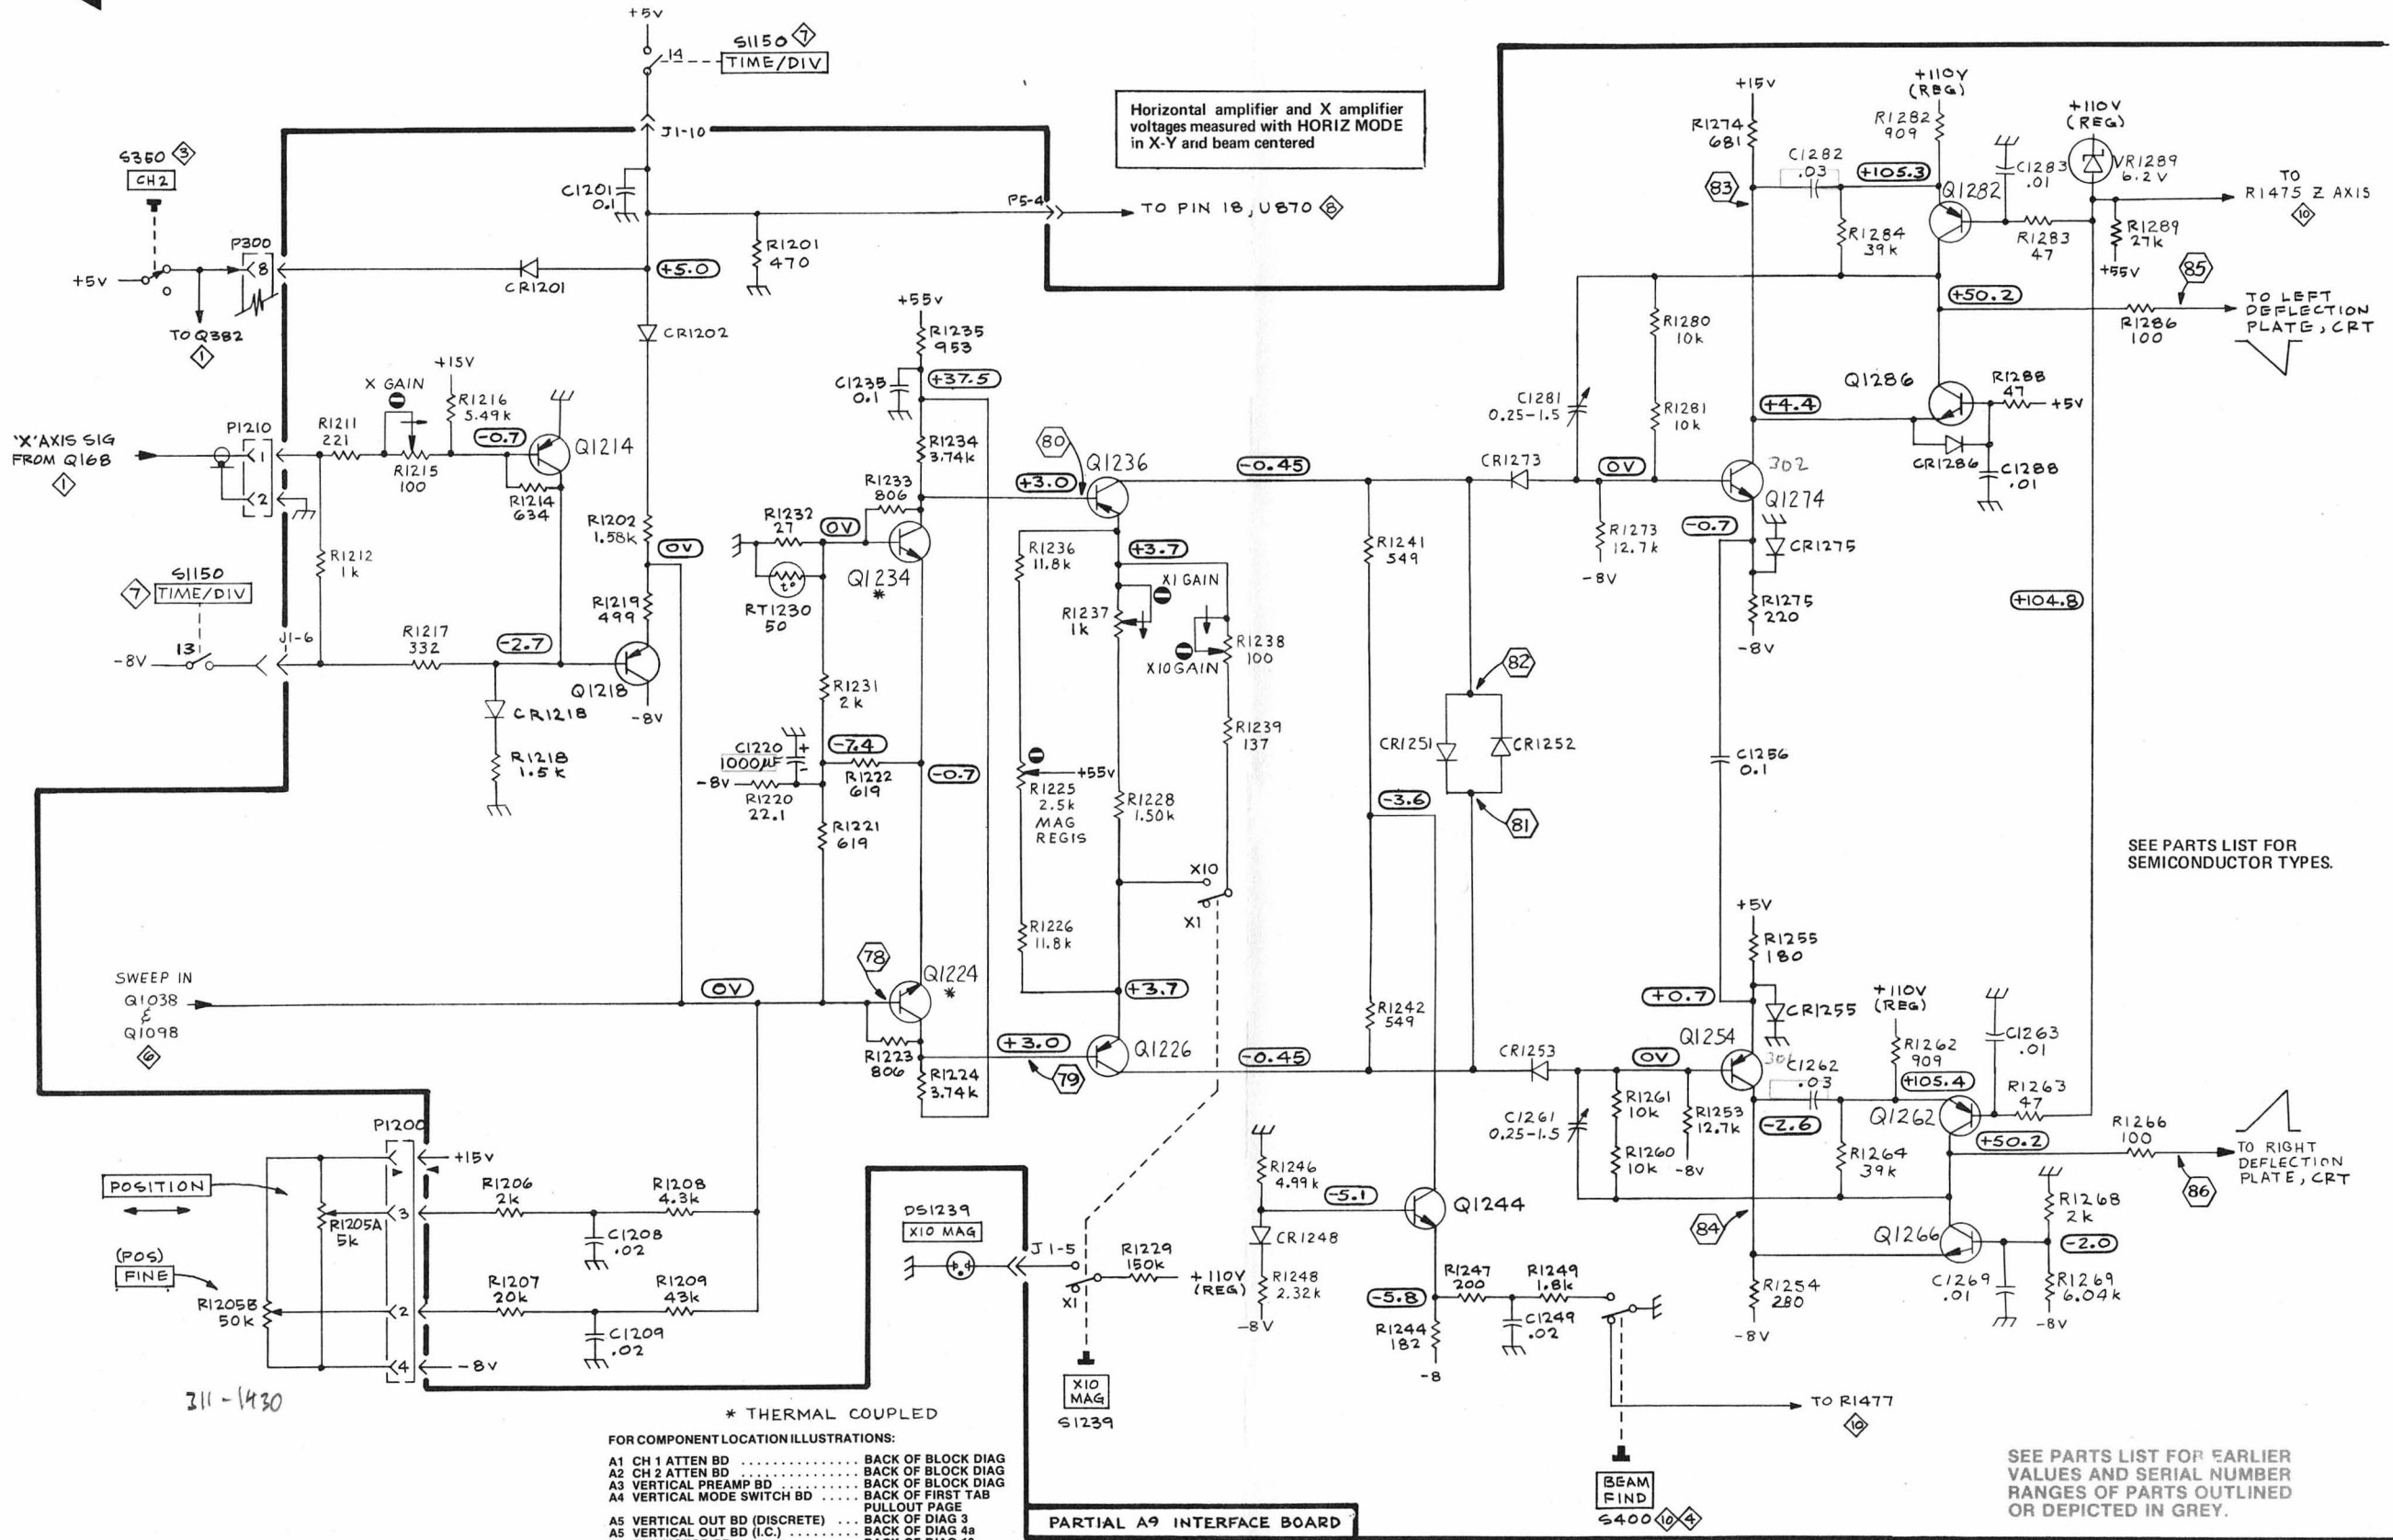 +5V
14
S1150 7
TIME/DIV
J1-10
S350 3
CH2
+5V
P300
8
TO Q382
1
C1201
0.1
CR1201
+5.0
R1201
470
P5-4
TO PIN 18, U870 8
Horizontal amplifier and X amplifier
voltages measured with HORIZ MODE
in X-Y and beam centered
CR1202
'X' AXIS SIG
FROM Q168
1
P1210
1
2
R1211
221
X GAIN
R1215
100
+15V
R1216
5.49k
-0.7
Q1214
R1214
634
R1212
1k
7
S1150
TIME/DIV
-8V
13
J1-6
R1217
332
-2.7
CR1218
R1218
1.5k
R1202
1.58k
0V
R1219
499
Q1218
-8V
+55V
R1235
953
C1235
0.1
+37.5
R1234
3.74k
R1233
806
R1232
27
0V
RT1230
50
t°
Q1234
*
R1231
2k
C1220
1000µF
+
-
-7.4
-8V
R1220
22.1
R1222
619
-0.7
R1221
619
SWEEP IN
Q1038
&
Q1098
6
0V
78
Q1224
*
R1223
806
R1224
3.74k
+3.0
79
80
+3.0
Q1236
R1236
11.8k
+3.7
X1 GAIN
R1237
1k
X10 GAIN
R1238
100
R1239
137
+55V
R1225
2.5k
MAG
REGIS
R1228
1.50k
X10
X1
R1226
11.8k
+3.7
Q1226
-0.45
-0.45
R1241
549
-3.6
R1242
549
82
CR1251
CR1252
81
CR1273
CR1253
C1281
0.25-1.5
R1280
10k
R1281
10k
0V
R1273
12.7k
-8V
302
Q1274
-0.7
CR1275
R1275
220
-8V
C1256
0.1
+15V
R1274
681
83
C1282
.03
+110V
(REG)
R1282
909
+105.3
Q1282
C1283
.01
+110V
(REG)
VR1289
6.2V
TO
R1475 Z AXIS
10
R1284
39k
R1283
47
R1289
27k
+55V
+50.2
85
R1286
100
TO LEFT
DEFLECTION
PLATE, CRT
+4.4
Q1286
R1288
47
+5V
CR1286
C1288
.01
+104.8
SEE PARTS LIST FOR
SEMICONDUCTOR TYPES.
+5V
R1255
180
+0.7
CR1255
Q1254
0V
C1261
0.25-1.5
R1261
10k
R1260
10k
R1253
12.7k
-8V
C1262
.03
-2.6
+110V
(REG)
R1262
909
+105.4
Q1262
C1263
.01
R1263
47
R1264
39k
+50.2
R1266
100
86
TO RIGHT
DEFLECTION
PLATE, CRT
84
Q1266
R1268
2k
-2.0
C1269
.01
R1269
6.04k
-8V
R1254
280
-8V
P1200
+15V
POSITION
R1205A
5k
3
R1206
2k
R1208
4.3k
C1208
.02
(POS)
FINE
R1205B
50k
2
R1207
20k
R1209
43k
C1209
.02
4
-8V
311-1430
* THERMAL COUPLED
DS1239
X10 MAG
J1-5
X1
R1229
150k
+110V
(REG)
X10
MAG
S1239
R1246
4.99k
-5.1
Q1244
CR1248
R1248
2.32k
-8V
-5.8
R1247
200
R1249
1.8k
C1249
.02
R1244
182
-8
TO R1477
10
BEAM
FIND
S400 10 4
FOR COMPONENT LOCATION ILLUSTRATIONS:
A1 CH 1 ATTEN BD ............... BACK OF BLOCK DIAG
A2 CH 2 ATTEN BD ............... BACK OF BLOCK DIAG
A3 VERTICAL PREAMP BD ........... BACK OF BLOCK DIAG
A4 VERTICAL MODE SWITCH BD ..... BACK OF FIRST TAB
PULLOUT PAGE
A5 VERTICAL OUT BD (DISCRETE) ... BACK OF DIAG 3
A5 VERTICAL OUT BD (I.C.) ......... BACK OF DIAG 4a
PARTIAL A9 INTERFACE BOARD
SEE PARTS LIST FOR EARLIER
VALUES AND SERIAL NUMBER
RANGES OF PARTS OUTLINED
OR DEPICTED IN GREY.